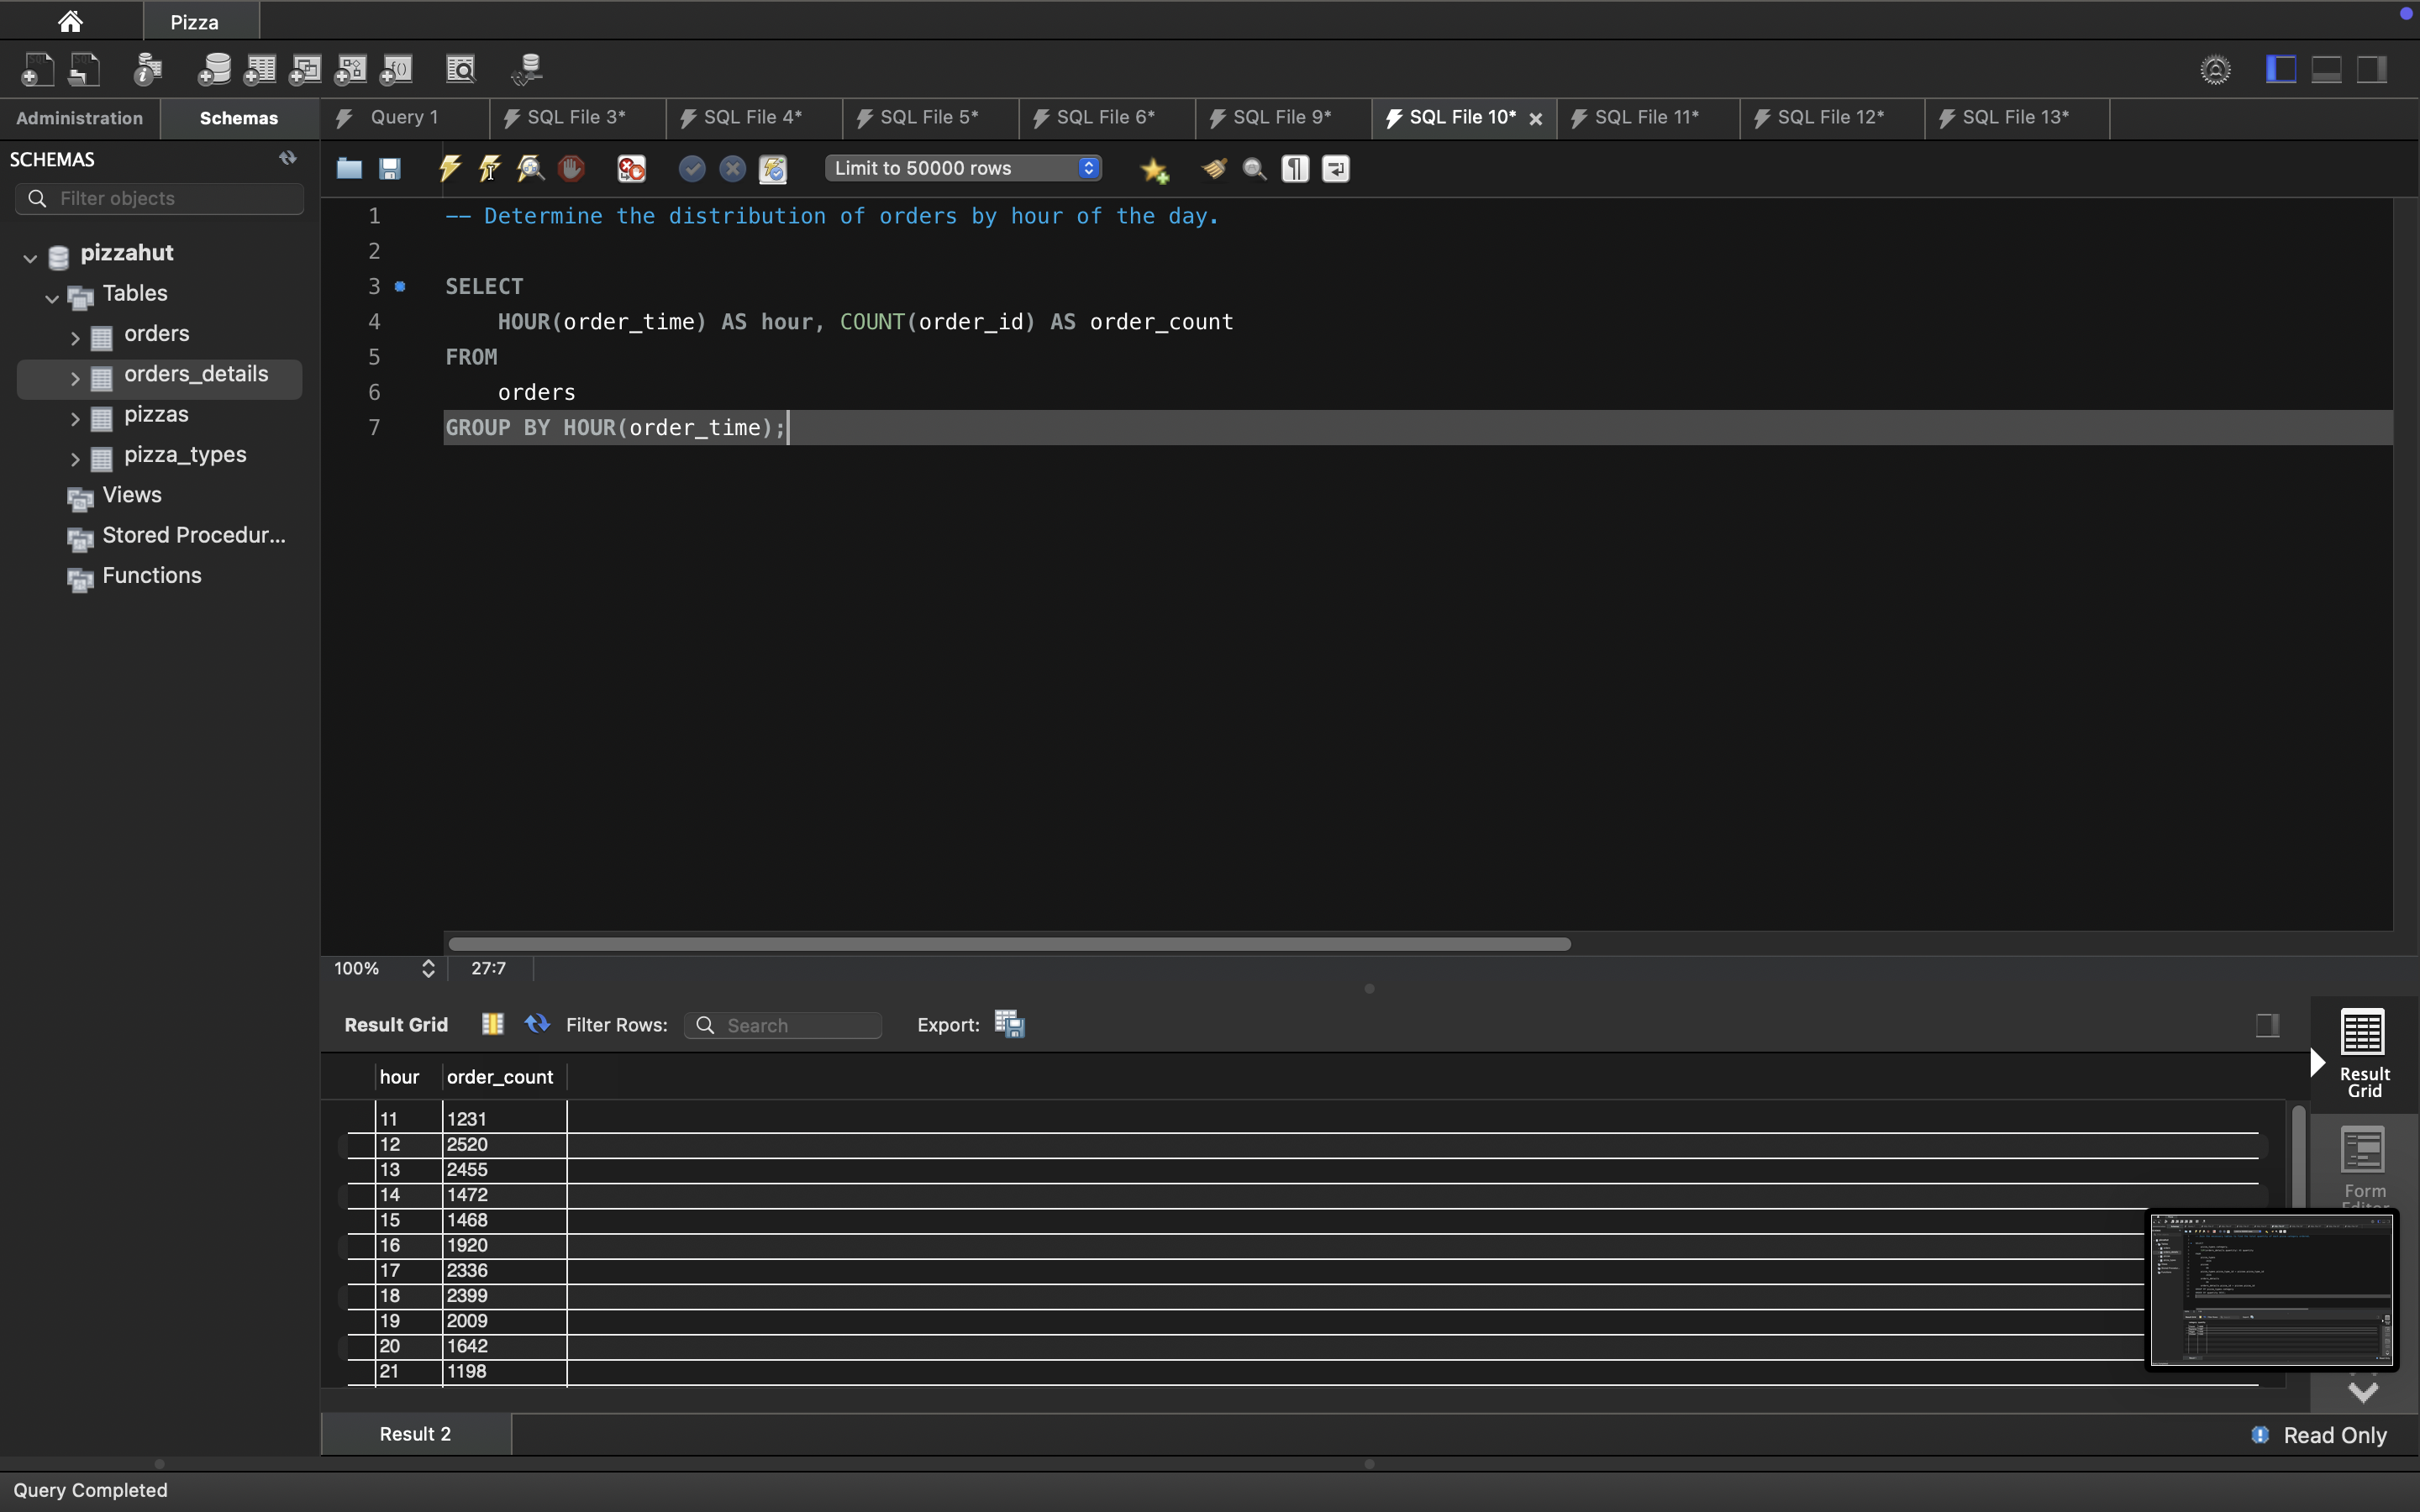 Pizza
Administration
Schemas
Query 1
SQL File 3*
SQL File 4*
SQL File 5*
SQL File 6*
SQL File 9*
SQL File 10*
SQL File 11*
SQL File 12*
SQL File 13*
SCHEMAS
Filter objects
pizzahut
Tables
orders
orders_details
pizzas
pizza_types
Views
Stored Procedur...
Functions
Limit to 50000 rows
1 -- Determine the distribution of orders by hour of the day.
2
3 SELECT
4 HOUR(order_time) AS hour, COUNT(order_id) AS order_count
5 FROM
6 orders
7 GROUP BY HOUR(order_time);
100% 27:7
Result Grid Filter Rows: Search Export:
hour order_count
11 1231
12 2520
13 2455
14 1472
15 1468
16 1920
17 2336
18 2399
19 2009
20 1642
21 1198
Result
Grid
Form
Editor
Result 2
Read Only
Query Completed